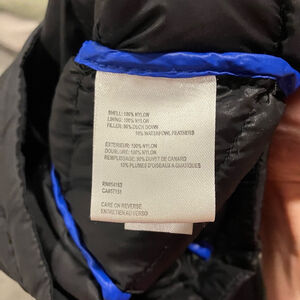 SHELL: 100% NYLON
LINING: 100% NYLON
FILLER: 90% DUCK DOWN
10% WATERFOWL FEATHERS
EXTERIEUR: 100% NYLON
DOUBLURE: 100% NYLON
REMPLISSAGE: 90% DUVET DE CANARD
10% PLUMES D'OISEAUX AQUATIQUES
CARE ON REVERSE
ENTRETIEN AU VERSO